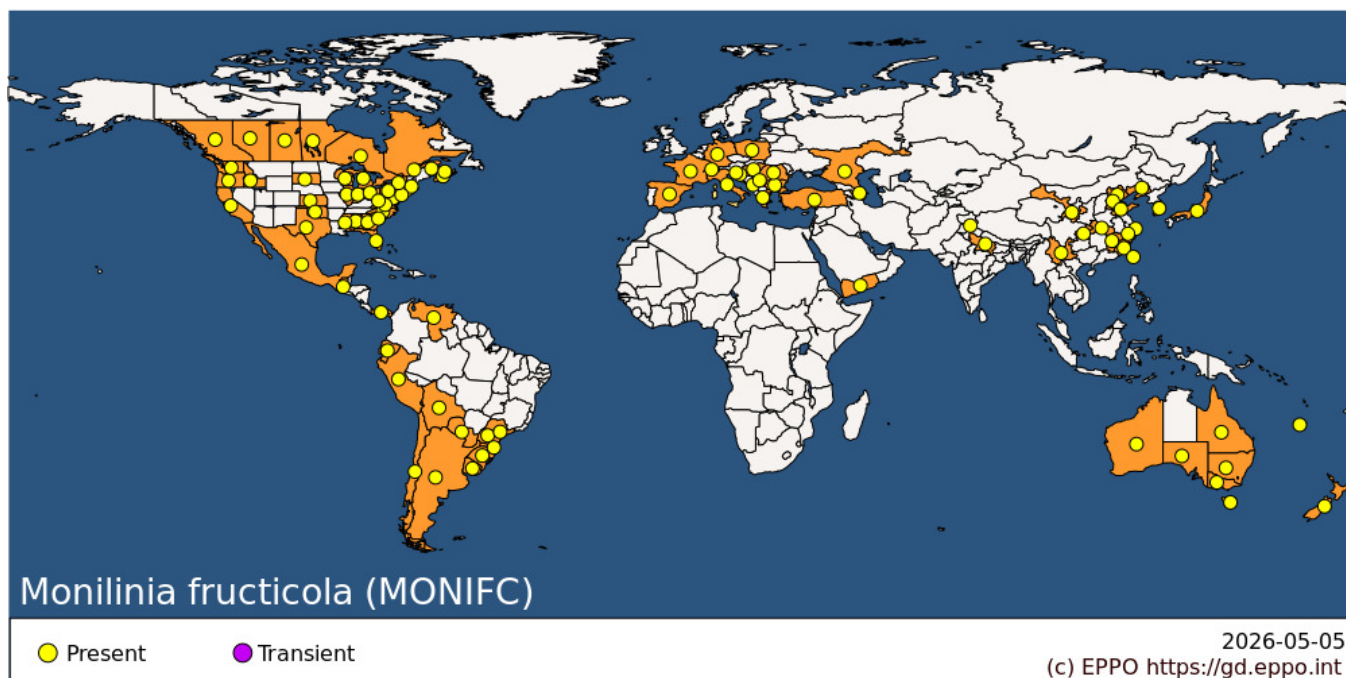 Monilinia fructicola (MONIFC)
Present
Transient
2026-05-05
(c) EPPO https://gd.eppo.int